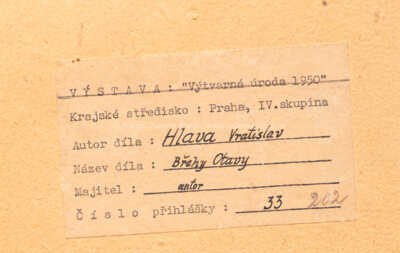 VÝSTAVA: "Výtvarná úroda 1950"
Krajské středisko : Praha, IV.skupina
Autor díla : Hlava Vratislav
Název díla : Břehy Otavy
Majitel : autor
Číslo přihlášky : 33 202